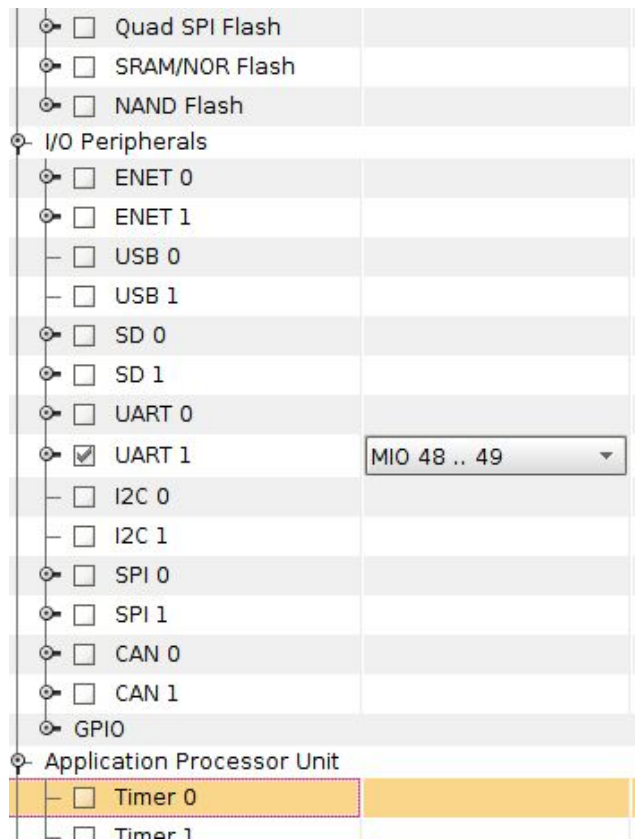 Quad SPI Flash
SRAM/NOR Flash
NAND Flash
I/O Peripherals
ENET 0
ENET 1
USB 0
USB 1
SD 0
SD 1
UART 0
UART 1 MIO 48 .. 49
I2C 0
I2C 1
SPI 0
SPI 1
CAN 0
CAN 1
GPIO
Application Processor Unit
Timer 0
Timer 1